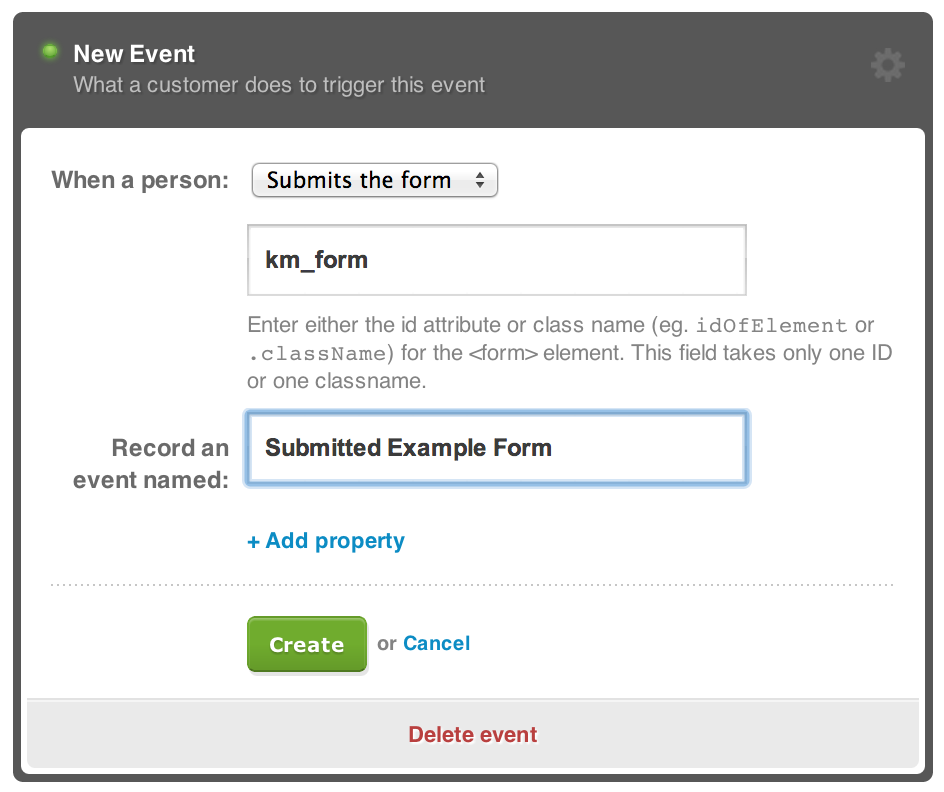 New Event
What a customer does to trigger this event
When a person: Submits the form
km_form
Enter either the id attribute or class name (eg. idOfElement or
.className) for the <form> element. This field takes only one ID
or one classname.
Record an
event named:
Submitted Example Form
+ Add property
Create or Cancel
Delete event